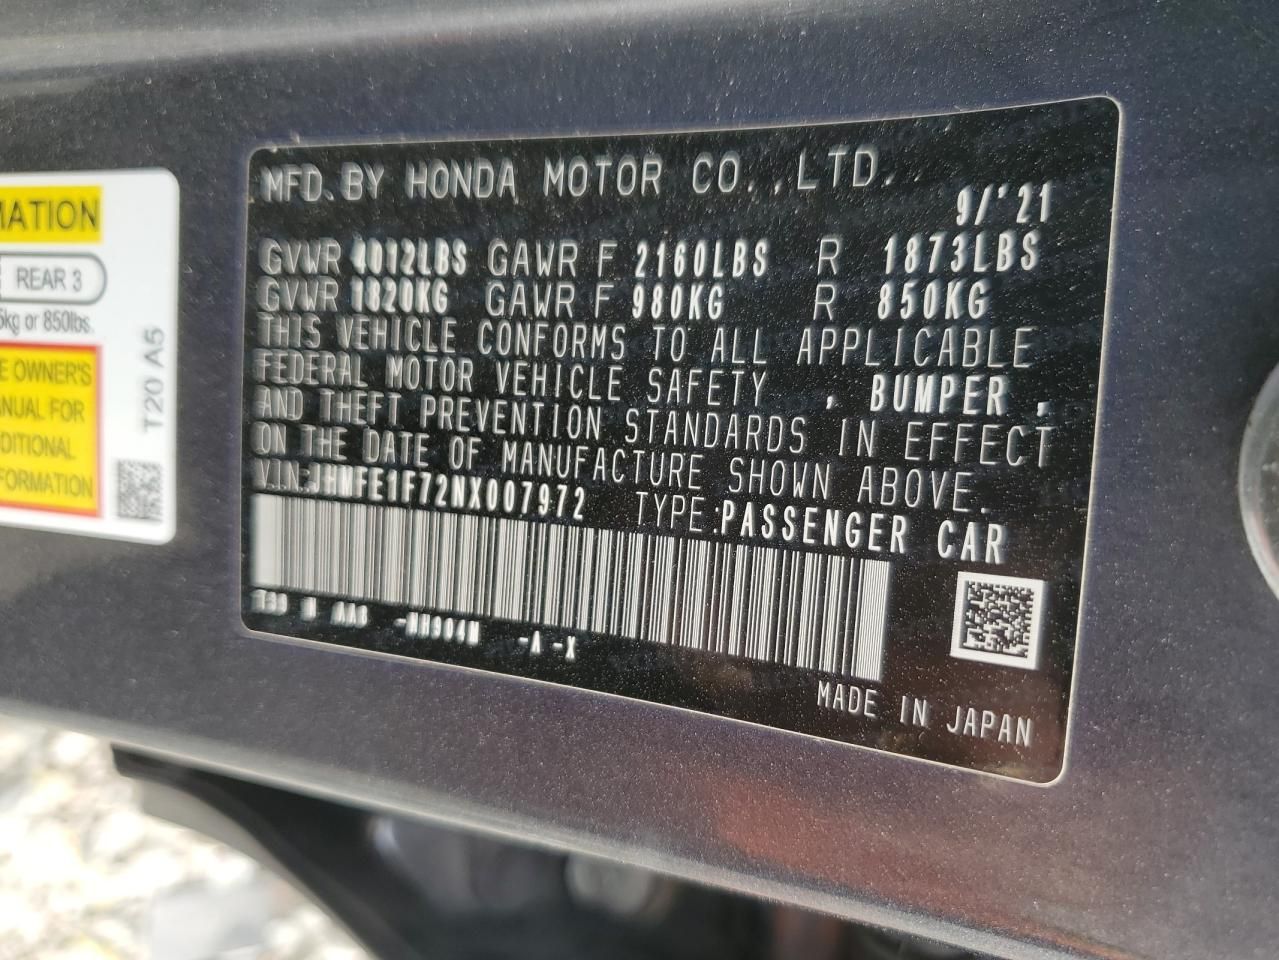 MATION
REAR 3
5kg or 850lbs.
E OWNER'S
ANUAL FOR
DITIONAL
FORMATION
T20 A5
MFD. BY HONDA MOTOR CO., LTD.
9/'21
GVWR 4012LBS GAWR F 2160LBS R 1873LBS
GVWR 1820KG GAWR F 980KG R 850KG
THIS VEHICLE CONFORMS TO ALL APPLICABLE
FEDERAL MOTOR VEHICLE SAFETY , BUMPER ,
AND THEFT PREVENTION STANDARDS IN EFFECT
ON THE DATE OF MANUFACTURE SHOWN ABOVE.
V.I.N:JHMFE1F72NX007972 TYPE:PASSENGER CAR
-NH904M -A -X
MADE IN JAPAN